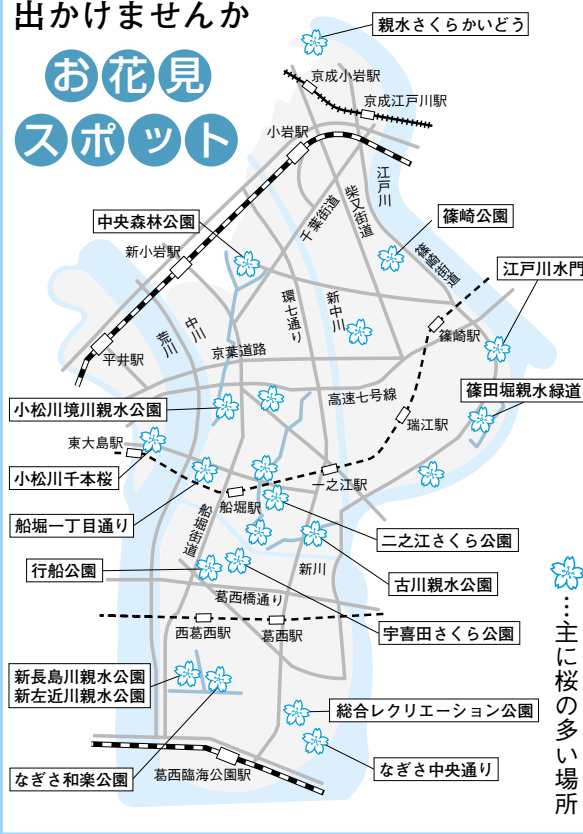 出かけませんか
お花見
スポット
親水さくらかいどう
京成小岩駅
京成江戸川駅
小岩駅
江戸川
柴又街道
千葉街道
中央森林公園
篠崎公園
新小岩駅
篠崎街道
江戸川水門
環七通り
新中川
中川
荒川
京葉道路
篠崎駅
平井駅
高速七号線
篠田堀親水緑道
小松川境川親水公園
瑞江駅
東大島駅
小松川千本桜
一之江駅
船堀駅
船堀一丁目通り
船堀街道
二之江さくら公園
行船公園
新川
古川親水公園
葛西橋通り
西葛西駅
葛西駅
宇喜田さくら公園
新長島川親水公園
新左近川親水公園
総合レクリエーション公園
なぎさ和楽公園
葛西臨海公園駅
なぎさ中央通り
…主に桜の多い場所